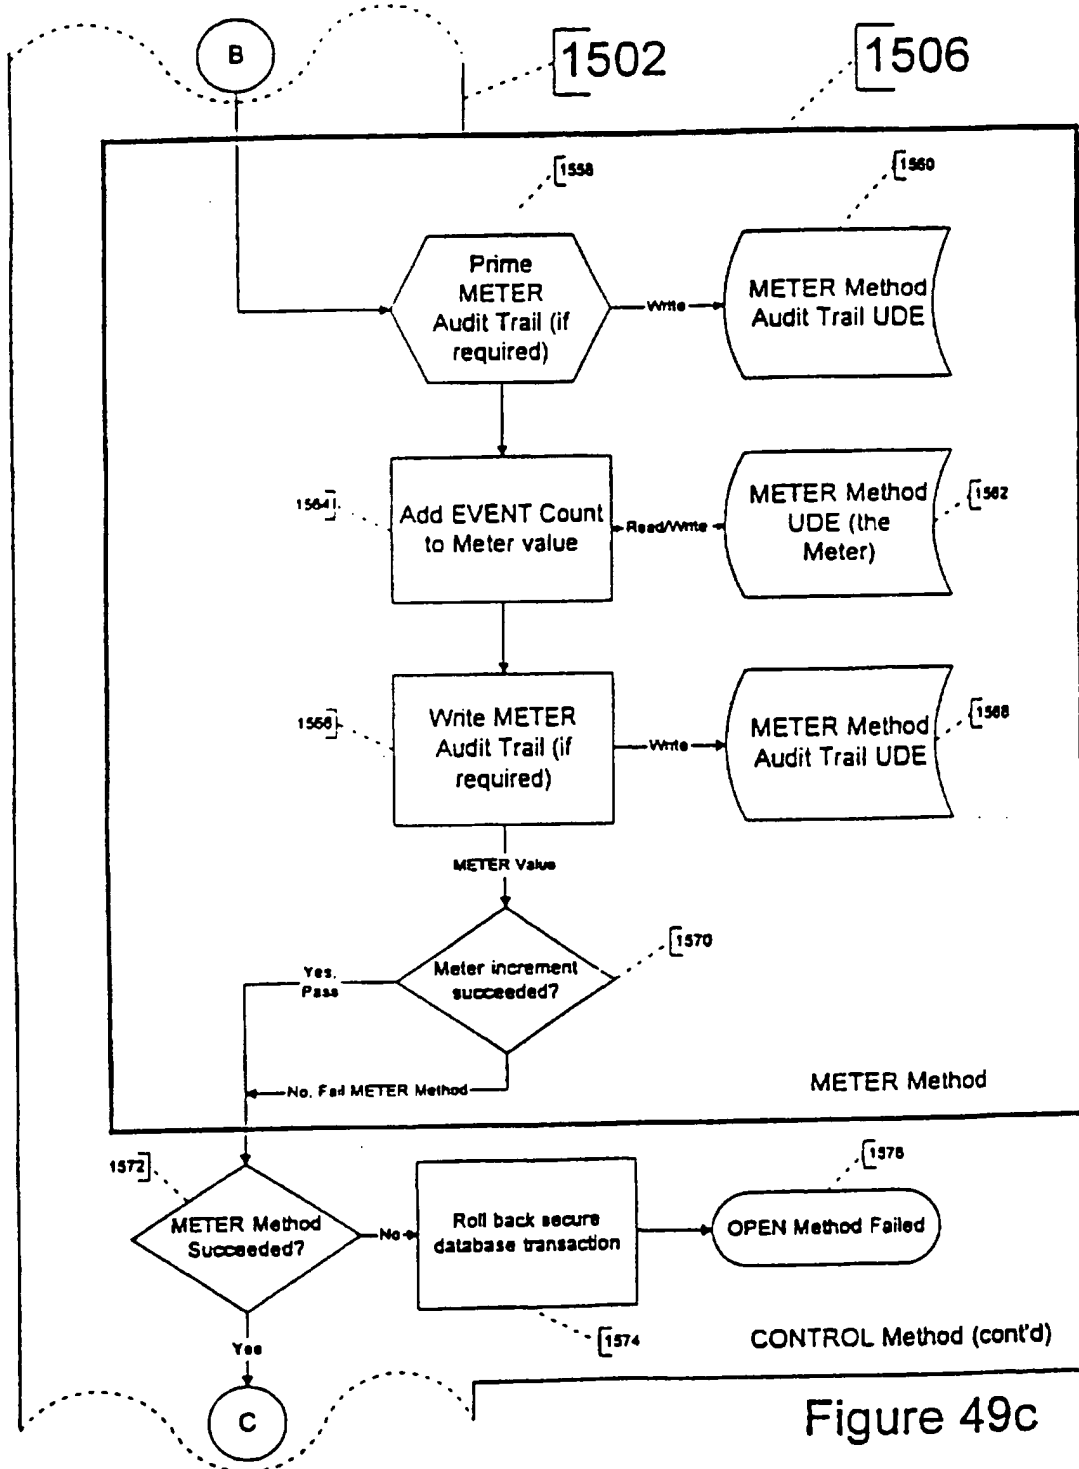 B
1502
1506
1558
1560
Prime
METER
Audit Trail (if
required)
Write
METER Method
Audit Trail UDE
1564
Add EVENT Count
to Meter value
Read/Write
METER Method
UDE (the
Meter)
1562
1566
Write METER
Audit Trail (if
required)
Write
METER Method
Audit Trail UDE
1568
METER Value
Meter increment
succeeded?
1570
Yes,
Pass
No, Fail METER Method
METER Method
1572
METER Method
Succeeded?
No
Roll back secure
database transaction
OPEN Method Failed
1576
1574
Yes
CONTROL Method (cont'd)
C
Figure 49c